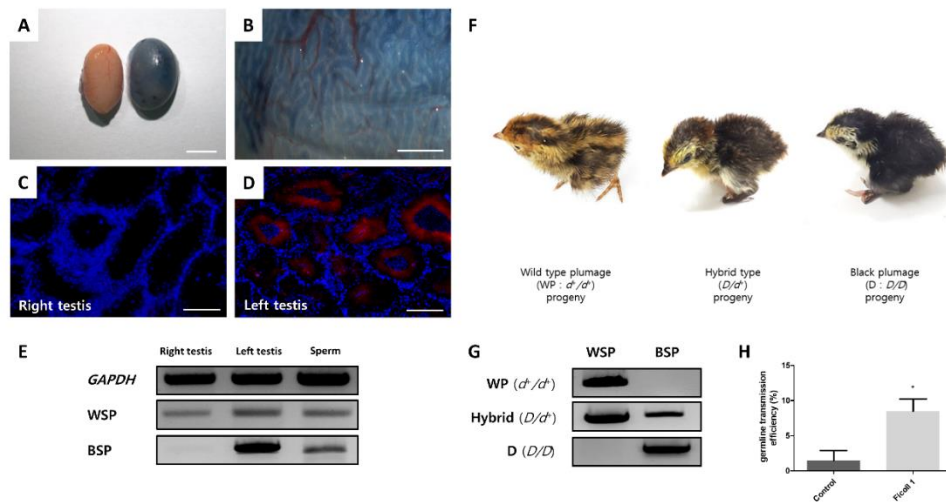 A
B
C
Right testis
D
Left testis
E
Right testis Left testis Sperm
GAPDH
WSP
BSP
F
Wild type plumage
(WP : d⁺/d⁺)
progeny
Hybrid type
(D/d⁺)
progeny
Black plumage
(D : D/D)
progeny
G
WSP BSP
WP (d⁺/d⁺)
Hybrid (D/d⁺)
D (D/D)
H
germline transmission
efficiency (%)
15
10
5
0
*
Control
Ficoll 1